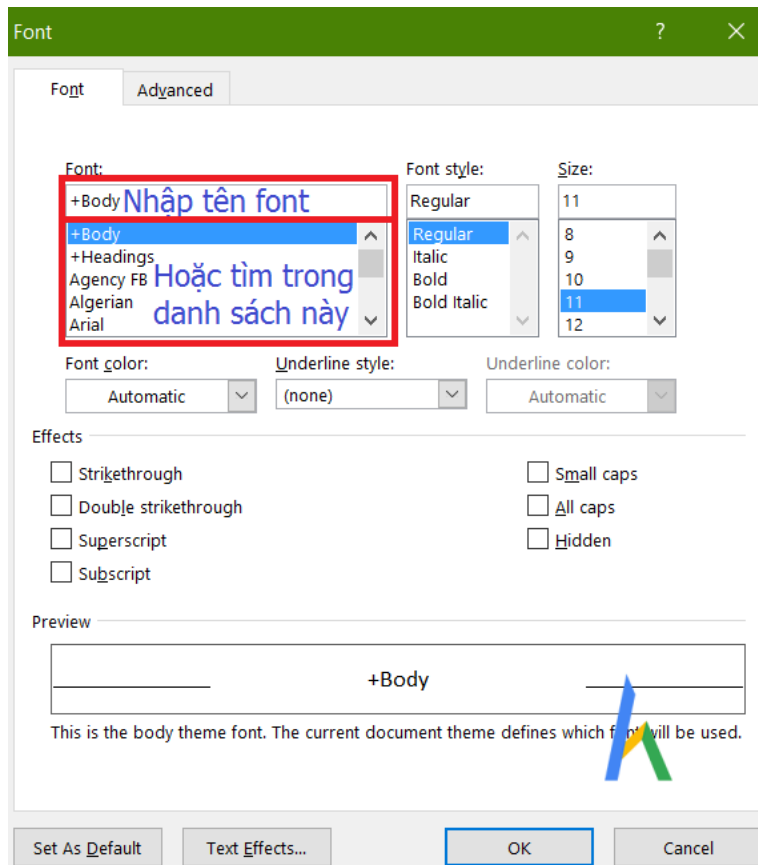 Font
Font Advanced
Font: Font style: Size:
+Body Nhập tên font Regular 11
+Body Regular 8
+Headings Italic 9
Agency FB Hoặc tìm trong Bold 10
Algerian danh sách này Bold Italic 11
Arial 12
Font color: Underline style: Underline color:
Automatic (none) Automatic
Effects
Strikethrough Small caps
Double strikethrough All caps
Superscript Hidden
Subscript
Preview
+Body
This is the body theme font. The current document theme defines which font will be used.
Set As Default Text Effects... OK Cancel